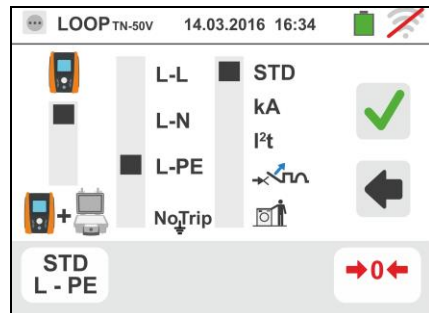 LOOP TN-50V 14.03.2016 16:34
L-L
STD
L-N
kA
I²t
L-PE
+
NoTrip
STD
L - PE
→0←